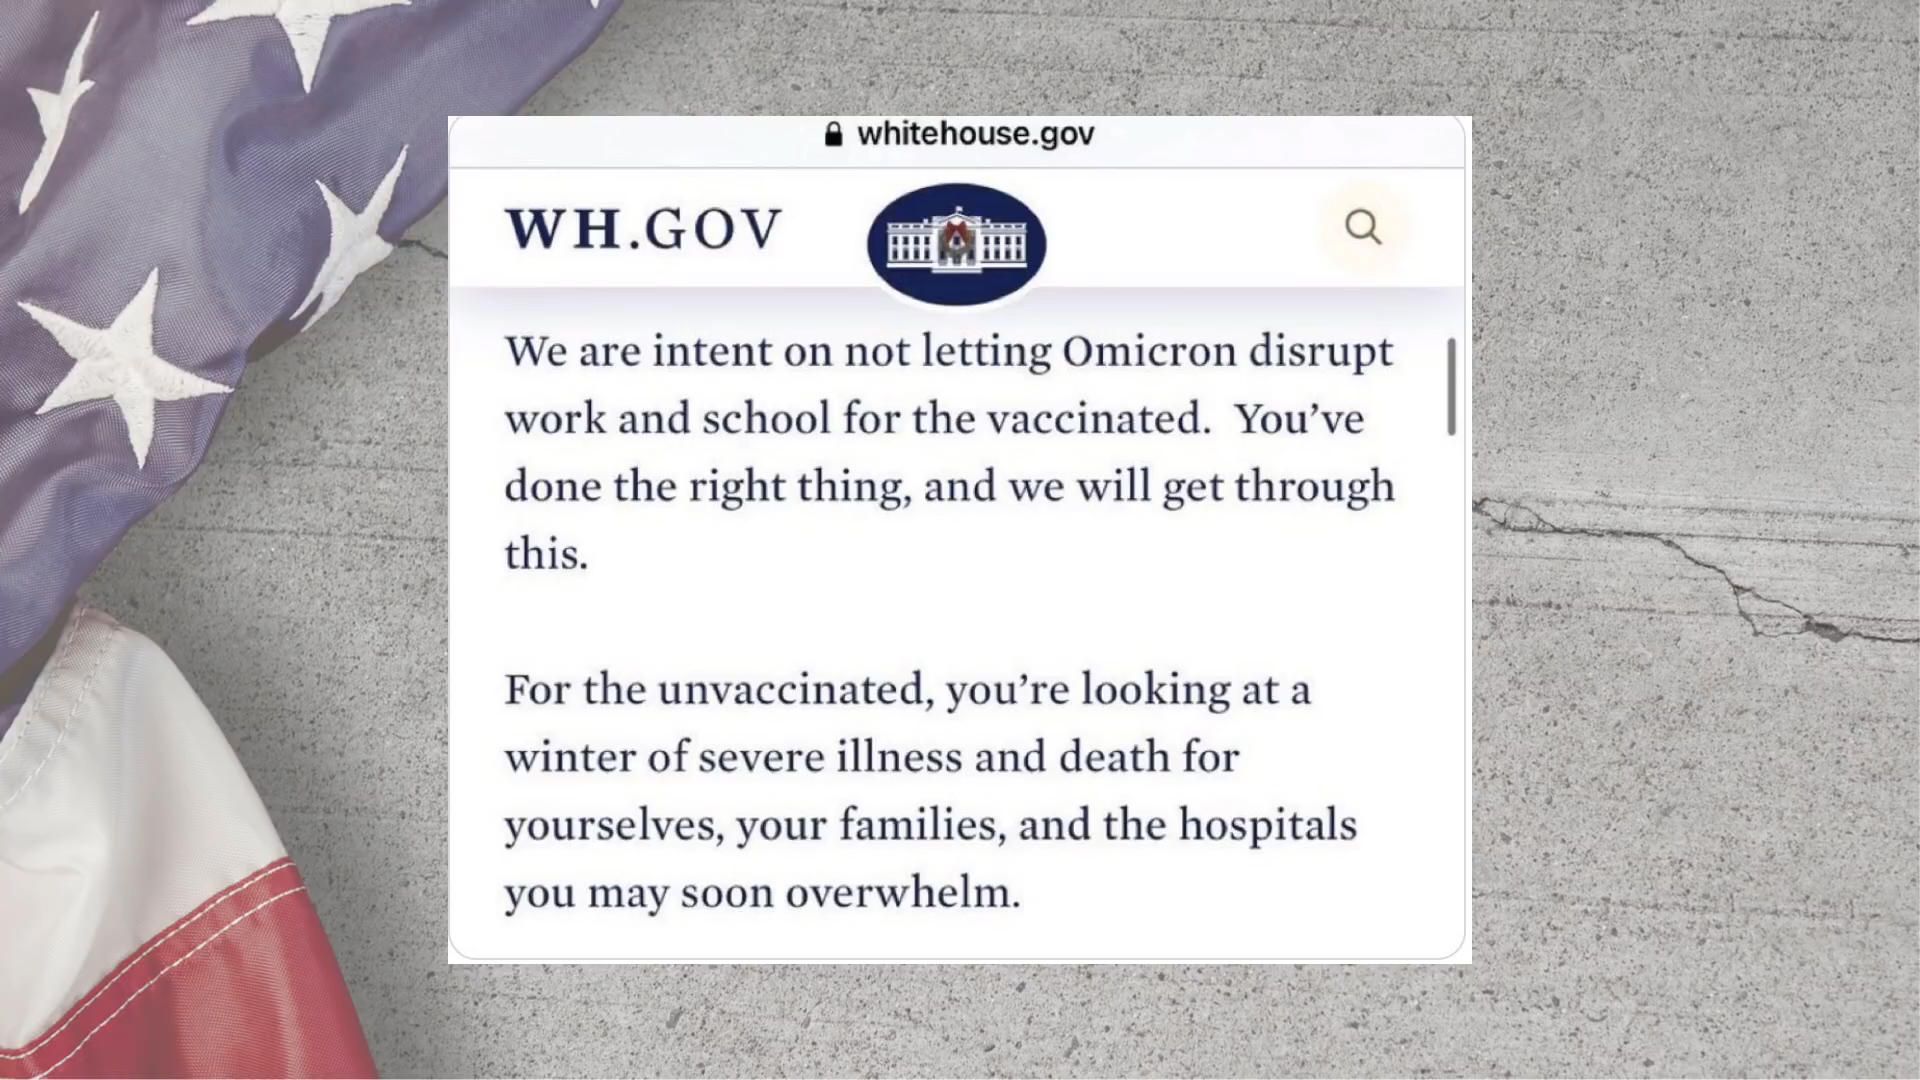 whitehouse.gov
WH.GOV
We are intent on not letting Omicron disrupt
work and school for the vaccinated.  You’ve
done the right thing, and we will get through
this.
For the unvaccinated, you’re looking at a
winter of severe illness and death for
yourselves, your families, and the hospitals
you may soon overwhelm.